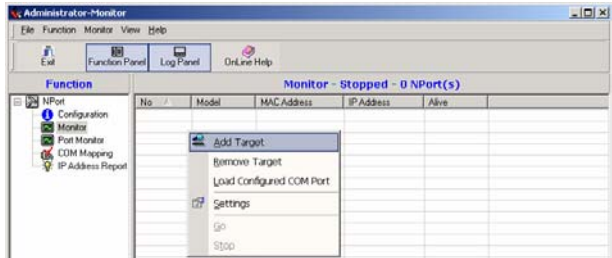 Administrator-Monitor
File Function Monitor View Help
Exit Function Panel Log Panel OnLine Help
Function
Monitor - Stopped - 0 NPort(s)
NPort
Configuration
Monitor
Port Monitor
COM Mapping
IP Address Report
No Model MAC Address IP Address Alive
Add Target
Remove Target
Load Configured COM Port
Settings
Go
Stop